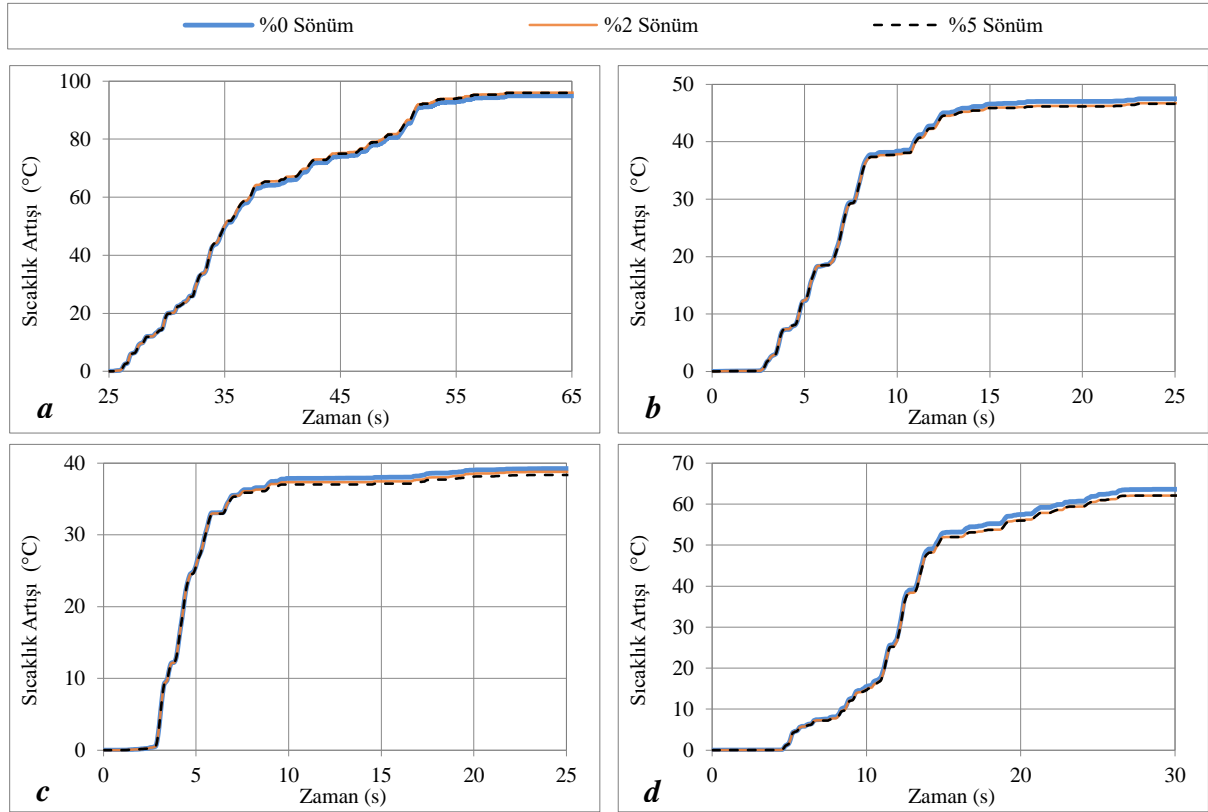 %0 Sönüm %2 Sönüm %5 Sönüm
100
80
60
40
20
0
Sıcaklık Artışı (°C)
25 35 45 55 65
Zaman (s)
a
50
40
30
20
10
0
Sıcaklık Artışı (°C)
0 5 10 15 20 25
Zaman (s)
b
40
30
20
10
0
Sıcaklık Artışı (°C)
0 5 10 15 20 25
Zaman (s)
c
70
60
50
40
30
20
10
0
Sıcaklık Artışı (°C)
0 10 20 30
Zaman (s)
d